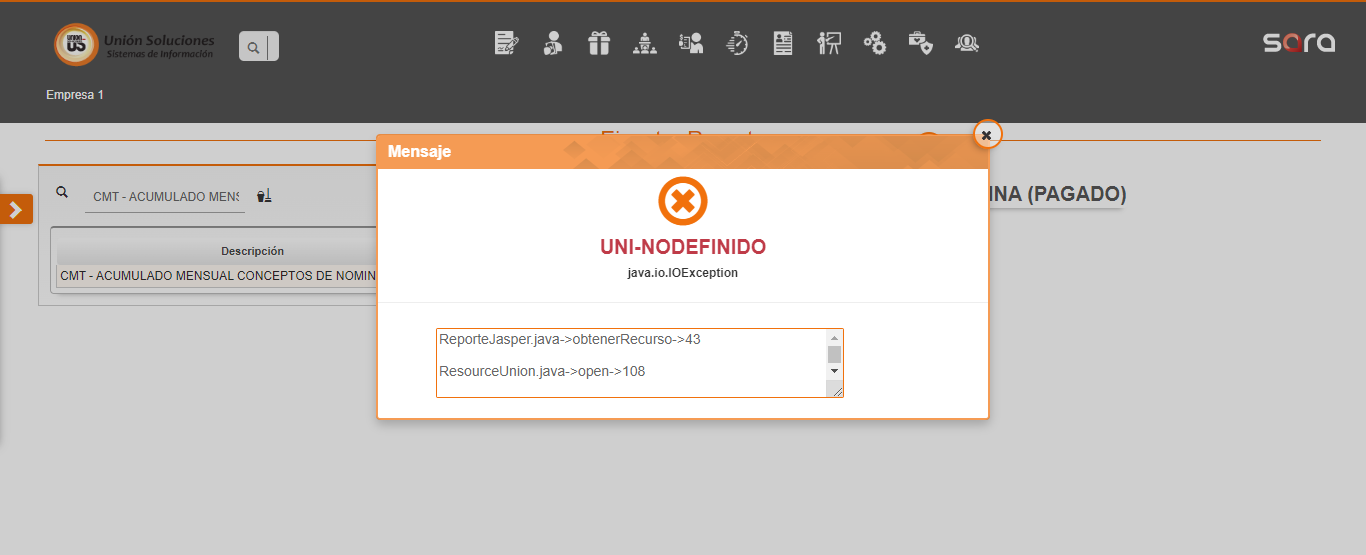 Unión Soluciones
Sistemas de Información
sara
Empresa 1
Mensaje
UNI-NODEFINIDO
java.io.IOException
ReporteJasper.java->obtenerRecurso->43
ResourceUnion.java->open->108
CMT - ACUMULADO MENS
INA (PAGADO)
Descripción
CMT - ACUMULADO MENSUAL CONCEPTOS DE NOMIN